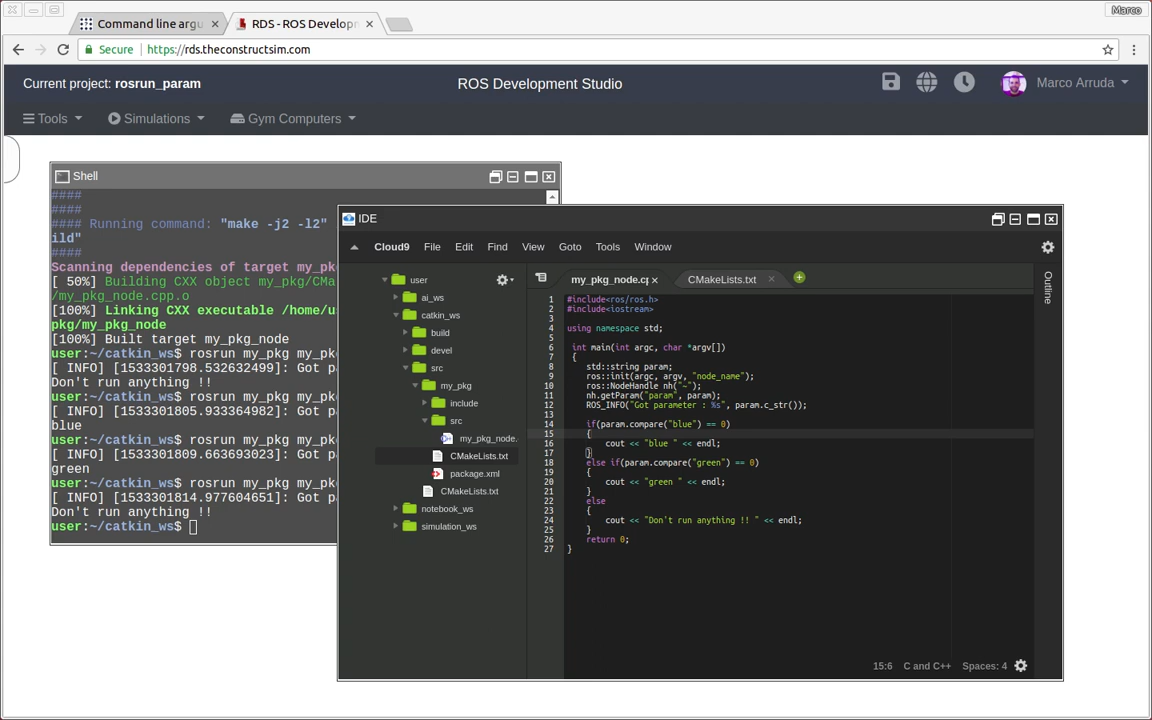 Marco
Command line argu
RDS - ROS Developm
Secure
https://rds.theconstructsim.com
Current project: rosrun_param
ROS Development Studio
Marco Arruda
Tools
Simulations
Gym Computers
Shell
####
####
#### Running command: "make -j2 -l2"
ild"
####
Scanning dependencies of target my_pk
[ 50%] Building CXX object my_pkg/CMa
/my_pkg_node.cpp.o
[100%] Linking CXX executable /home/u
pkg/my_pkg_node
[100%] Built target my_pkg_node
user:~/catkin_ws$ rosrun my_pkg my_pk
[ INFO] [1533301798.532632499]: Got p
Don't run anything !!
user:~/catkin_ws$ rosrun my_pkg my_pk
[ INFO] [1533301805.933364982]: Got p
blue
user:~/catkin_ws$ rosrun my_pkg my_pk
[ INFO] [1533301809.663693023]: Got p
green
user:~/catkin_ws$ rosrun my_pkg my_pk
[ INFO] [1533301814.977604651]: Got p
Don't run anything !!
user:~/catkin_ws$
IDE
Cloud9 File Edit Find View Goto Tools Window
user
ai_ws
catkin_ws
build
devel
src
my_pkg
include
src
my_pkg_node.
CMakeLists.txt
package.xml
CMakeLists.txt
notebook_ws
simulation_ws
my_pkg_node.cp
CMakeLists.txt
Outline
1 #include<ros/ros.h>
2 #include<iostream>
3
4 using namespace std;
5
6 int main(int argc, char *argv[])
7 {
8 std::string param;
9 ros::init(argc, argv, "node_name");
10 ros::NodeHandle nh("~");
11 nh.getParam("param", param);
12 ROS_INFO("Got parameter : %s", param.c_str());
13
14 if(param.compare("blue") == 0)
15 {
16 cout << "blue " << endl;
17 }
18 else if(param.compare("green") == 0)
19 {
20 cout << "green " << endl;
21 }
22 else
23 {
24 cout << "Don't run anything !! " << endl;
25 }
26 return 0;
27 }
15:6 C and C++ Spaces: 4